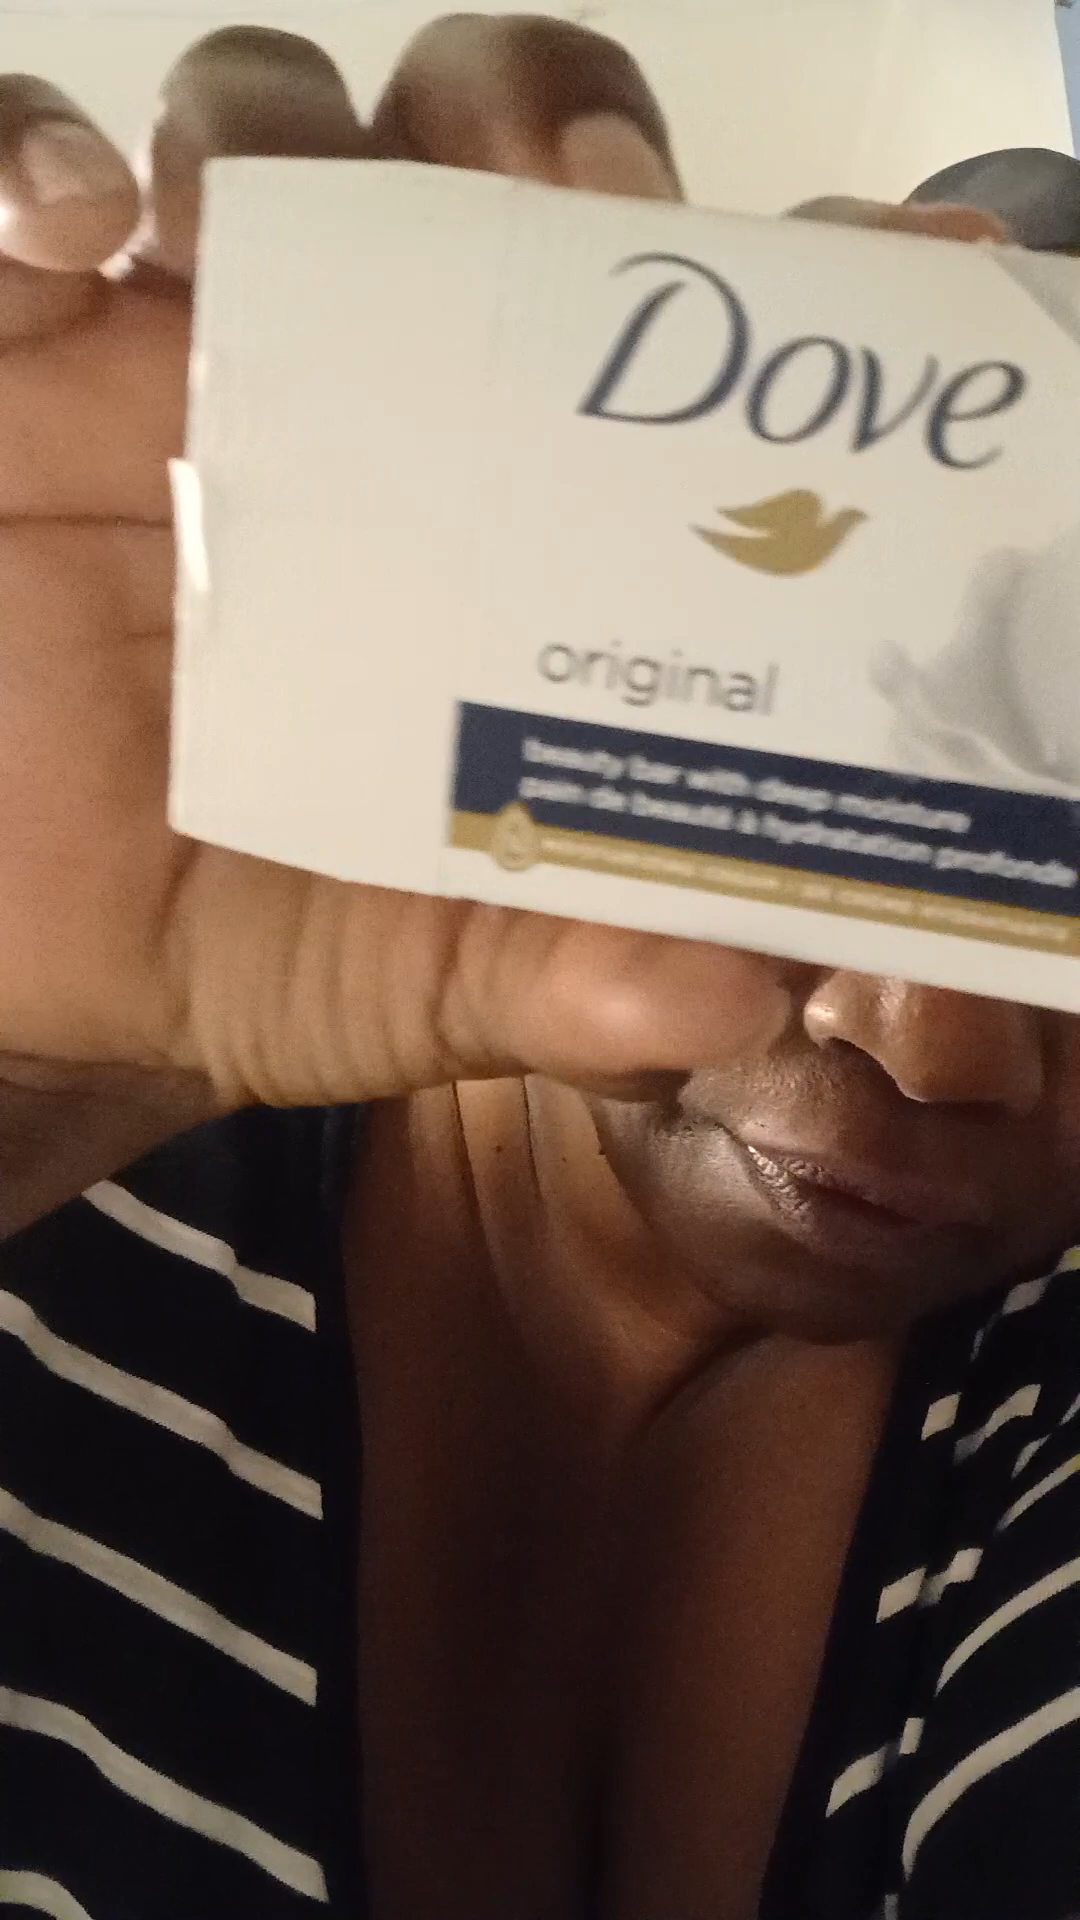 Dove
original
beauty bar with deep moisture
pain de beauté à hydratation profonde